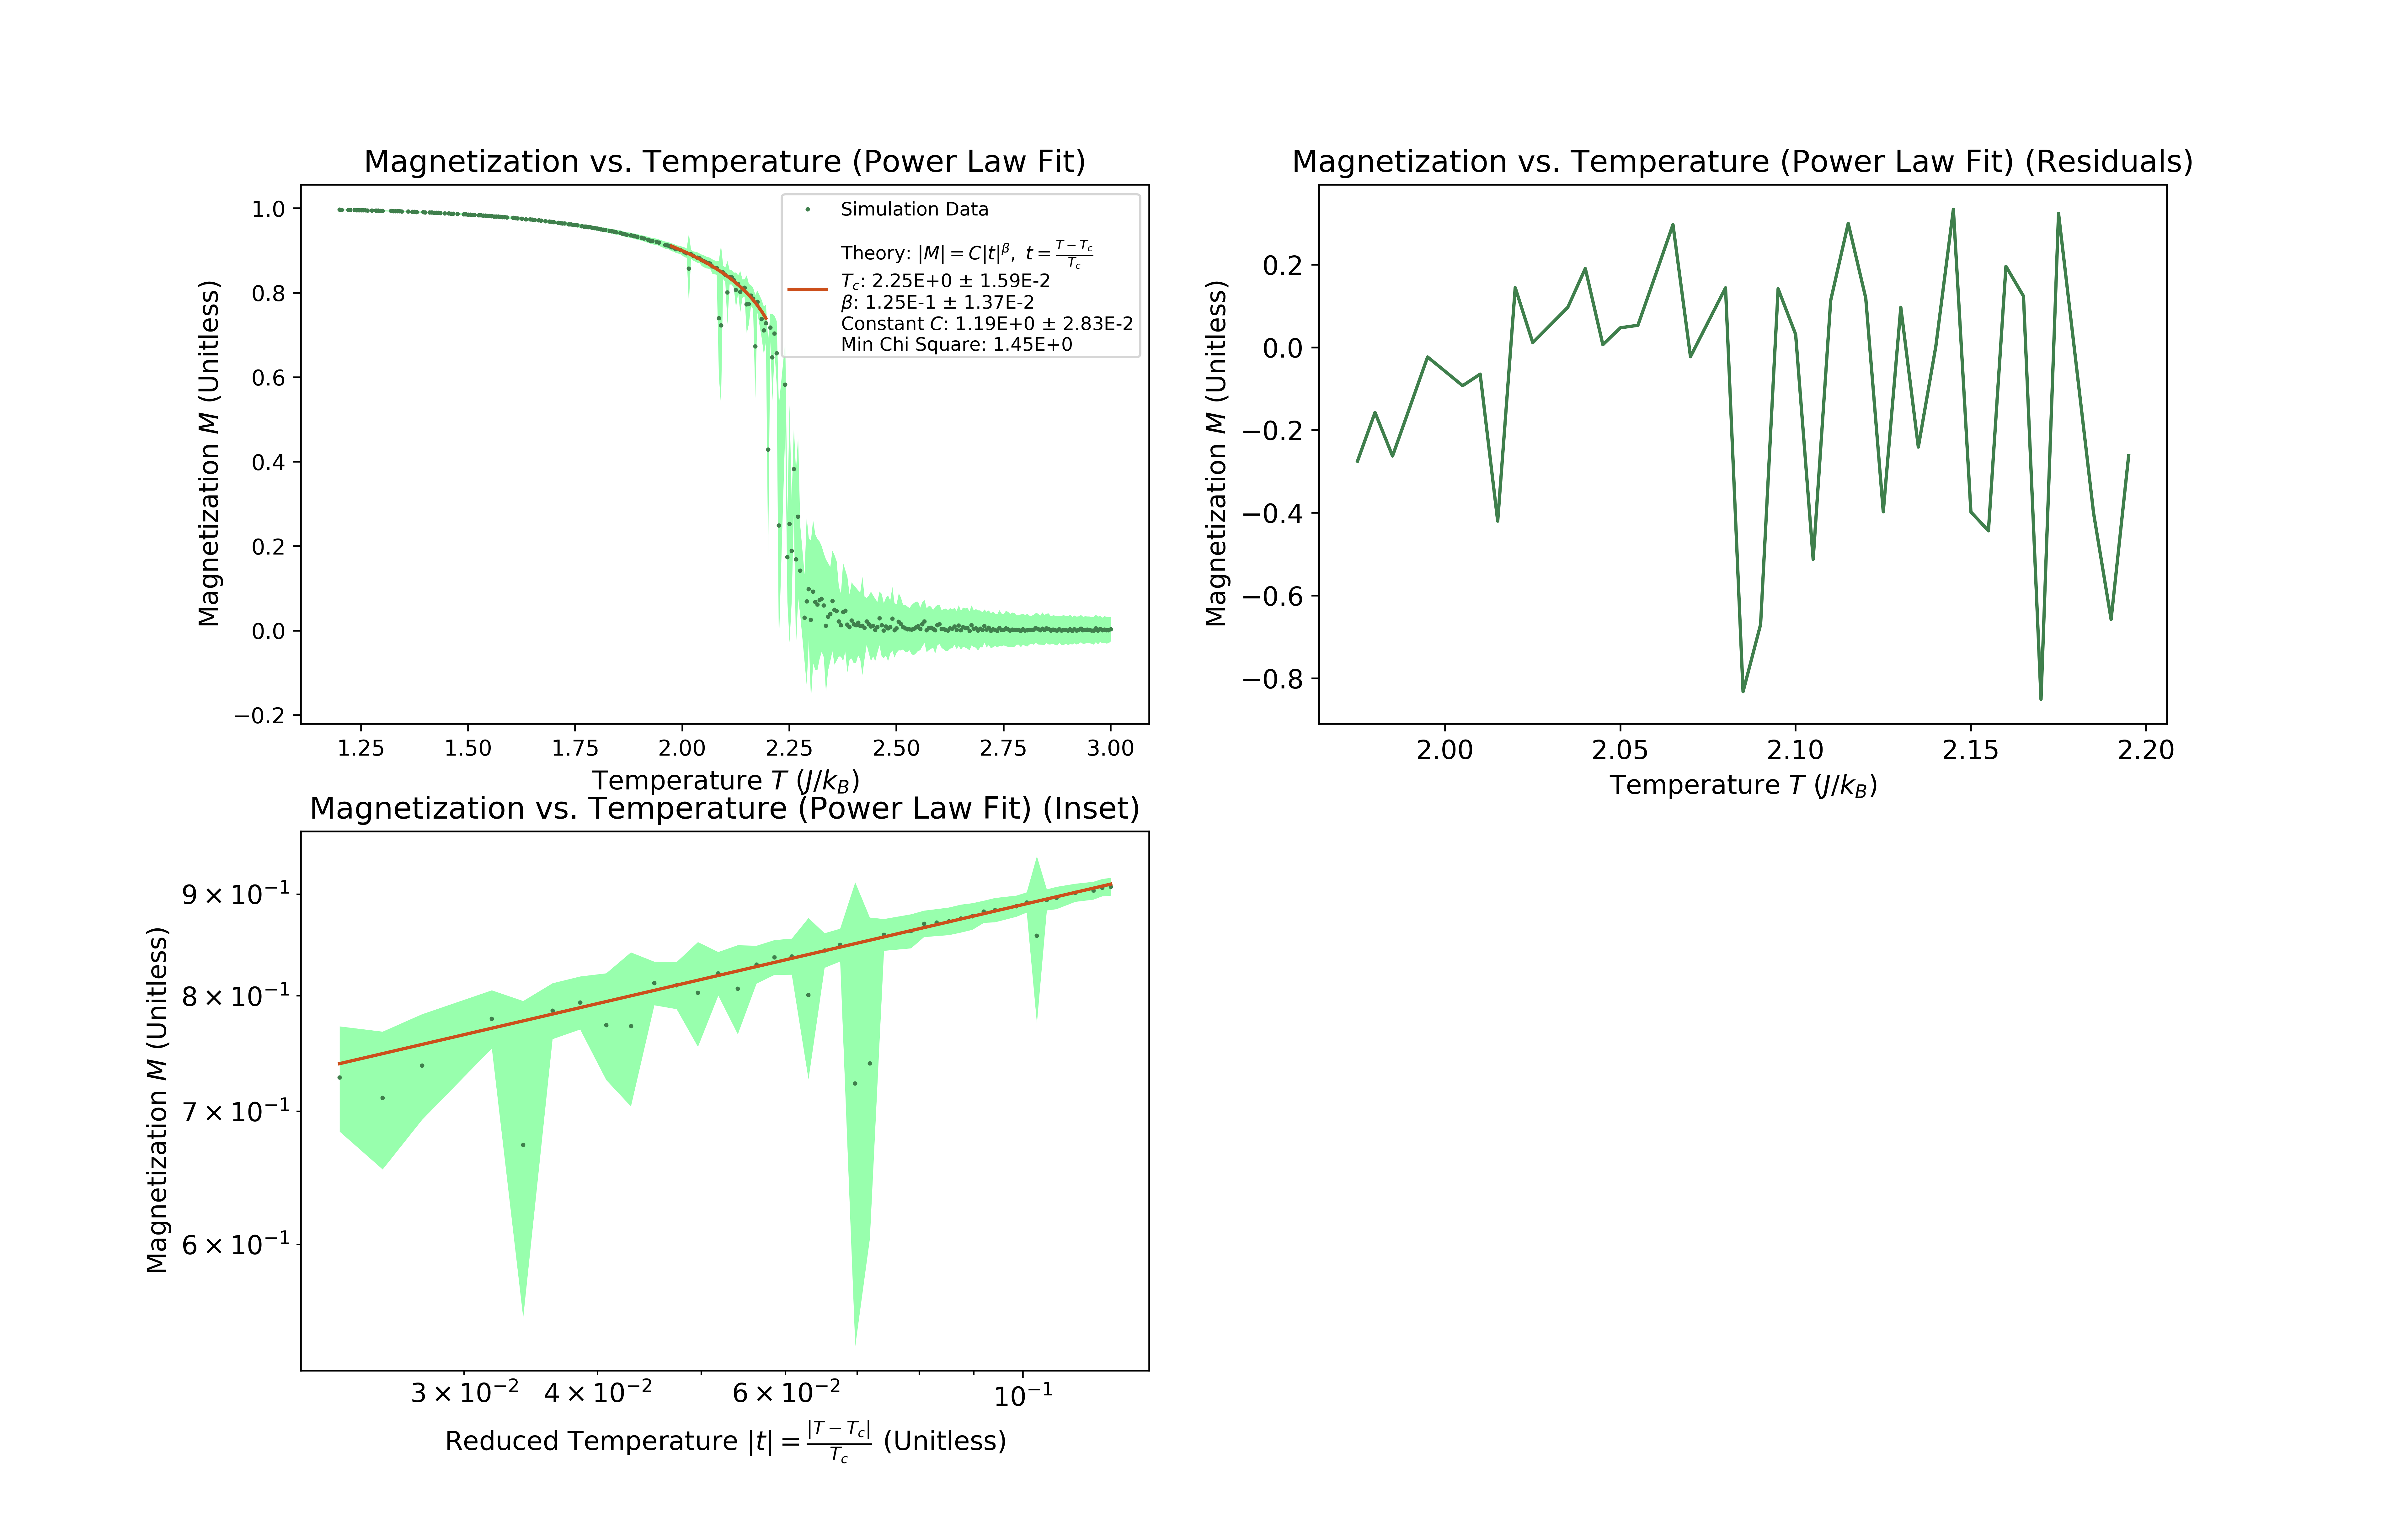 Magnetization vs. Temperature (Power Law Fit)
Magnetization M (Unitless)
1.0
0.8
0.6
0.4
0.2
0.0
−0.2
Simulation Data
Theory: |M| = C|t|^β, t = (T − T_c)/T_c
T_c: 2.25E+0 ± 1.59E-2
β: 1.25E-1 ± 1.37E-2
Constant C: 1.19E+0 ± 2.83E-2
Min Chi Square: 1.45E+0
1.25 1.50 1.75 2.00 2.25 2.50 2.75 3.00
Temperature T (J/k_B)
Magnetization vs. Temperature (Power Law Fit) (Residuals)
Magnetization M (Unitless)
0.2
0.0
−0.2
−0.4
−0.6
−0.8
2.00 2.05 2.10 2.15 2.20
Temperature T (J/k_B)
Magnetization vs. Temperature (Power Law Fit) (Inset)
Magnetization M (Unitless)
9 × 10⁻¹
8 × 10⁻¹
7 × 10⁻¹
6 × 10⁻¹
3 × 10⁻² 4 × 10⁻² 6 × 10⁻² 10⁻¹
Reduced Temperature |t| = |T − T_c|/T_c (Unitless)